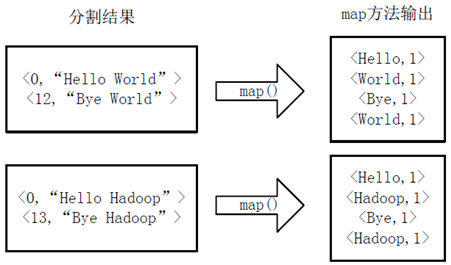 分割结果
map方法输出
<0, “Hello World” >
<12, “Bye World” >
map()
<Hello,1>
<World,1>
<Bye,1>
<World,1>
<0, “Hello Hadoop” >
<13, “Bye Hadoop” >
map()
<Hello,1>
<Hadoop,1>
<Bye,1>
<Hadoop,1>